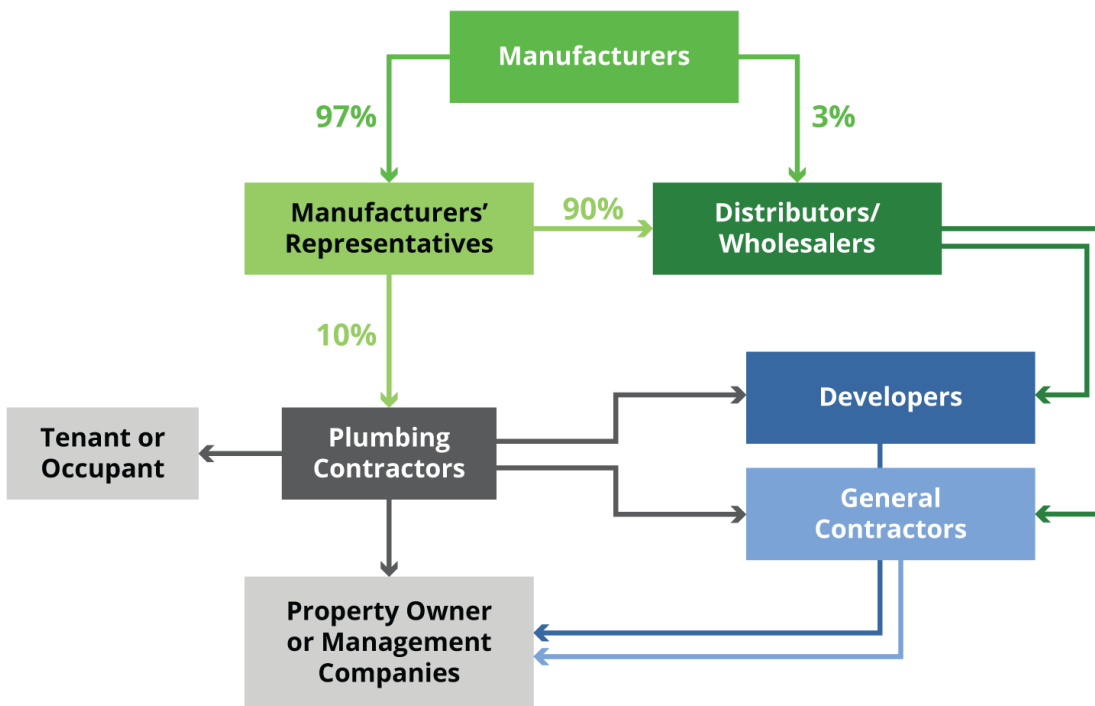 Manufacturers
97%
3%
Manufacturers’
Representatives
90%
Distributors/
Wholesalers
10%
Developers
Tenant or
Occupant
Plumbing
Contractors
General
Contractors
Property Owner
or Management
Companies